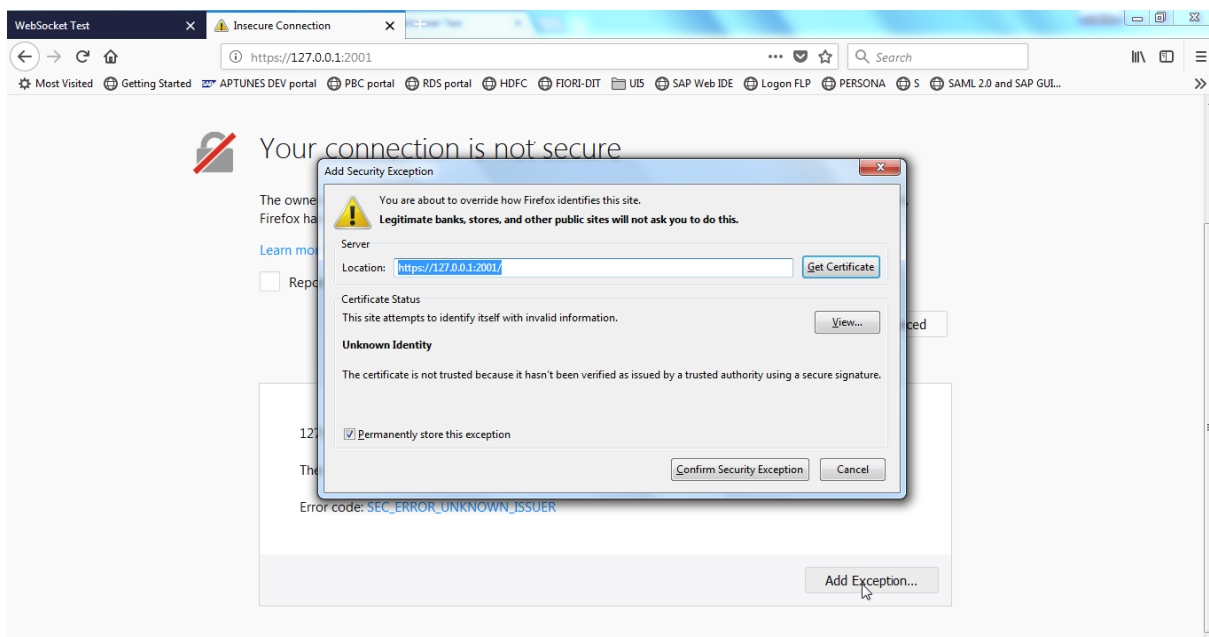 WebSocket Test
Insecure Connection
https://127.0.0.1:2001
Search
Most Visited Getting Started APTUNES DEV portal PBC portal RDS portal HDFC FIORI-DIT UI5 SAP Web IDE Logon FLP PERSONA S SAML 2.0 and SAP GUI...
Your connection is not secure
Add Security Exception
The owne
Firefox ha
You are about to override how Firefox identifies this site.
Legitimate banks, stores, and other public sites will not ask you to do this.
Learn mo
Server
Location: https://127.0.0.1:2001/ Get Certificate
Repo
Certificate Status
This site attempts to identify itself with invalid information.
View...
ced
Unknown Identity
The certificate is not trusted because it hasn't been verified as issued by a trusted authority using a secure signature.
127
Permanently store this exception
The
Confirm Security Exception Cancel
Error code: SEC_ERROR_UNKNOWN_ISSUER
Add Exception...